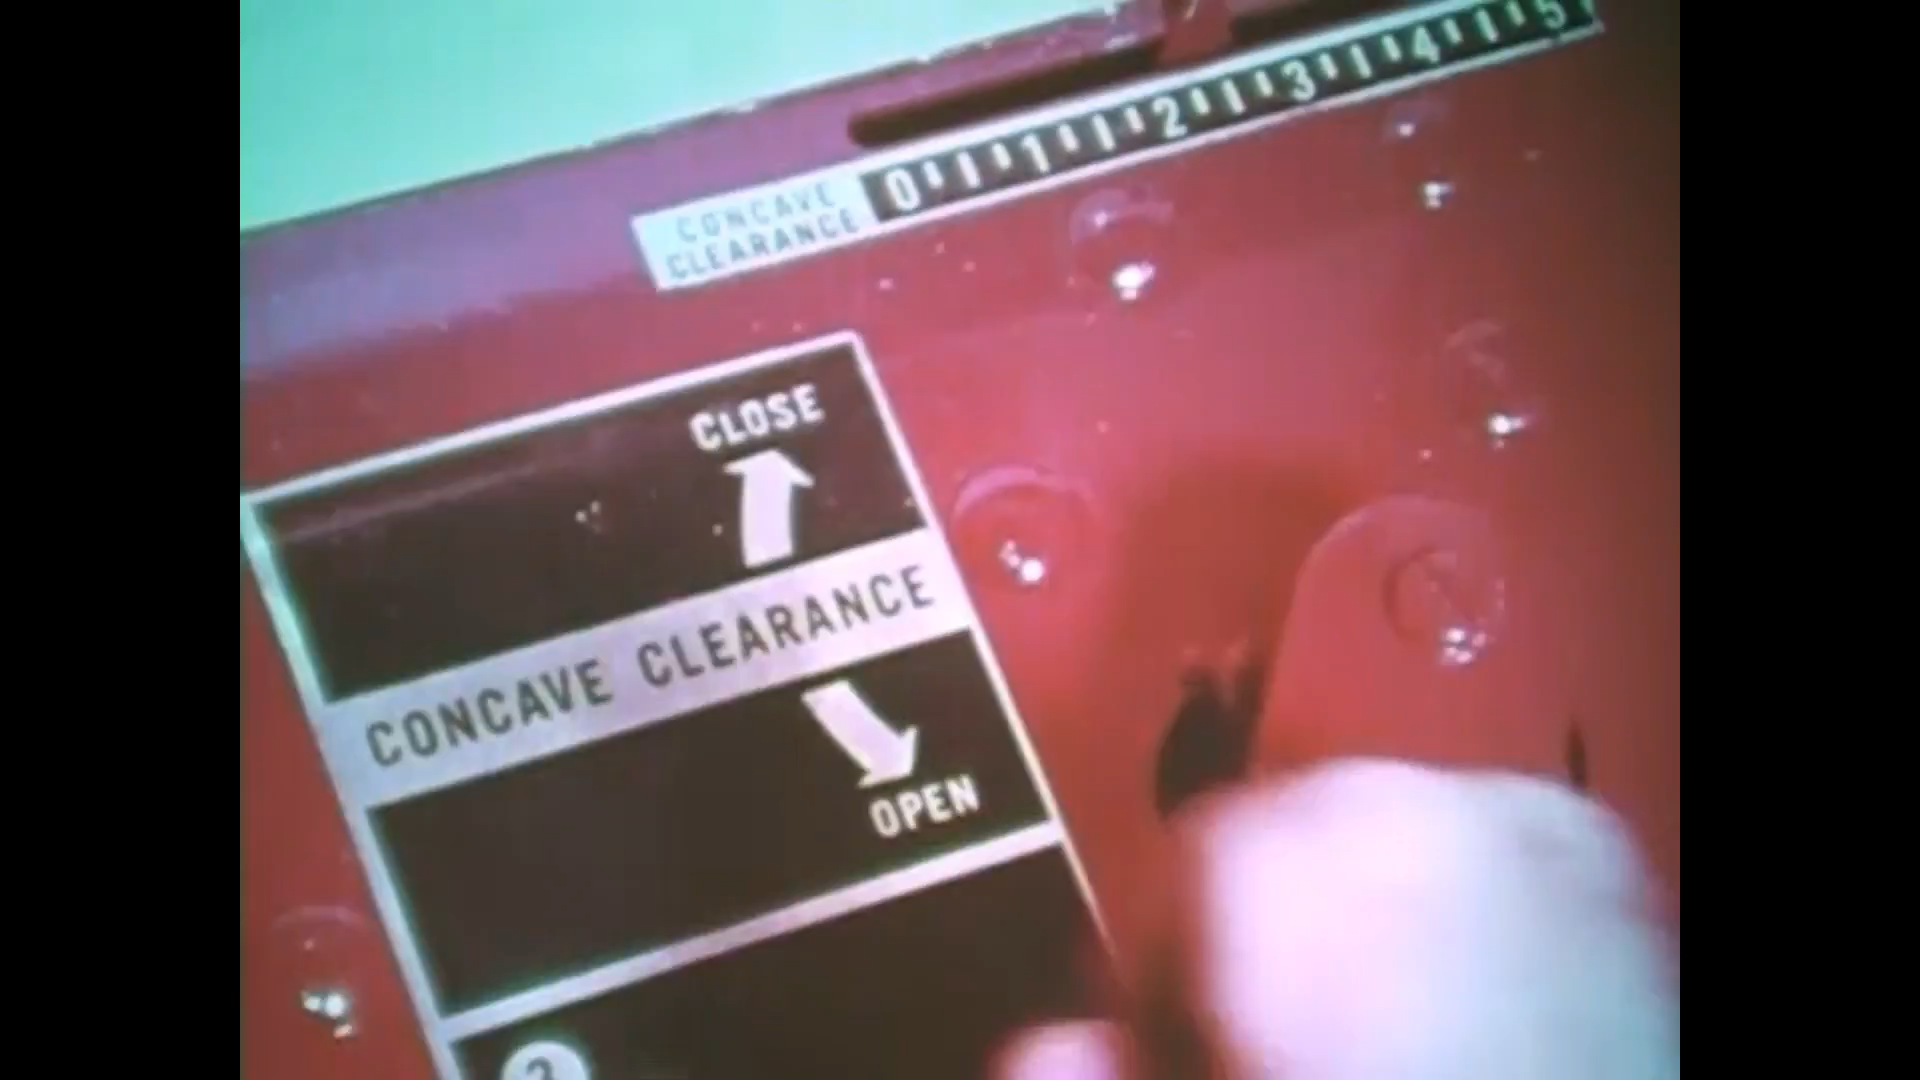 CONCAVE
CLEARANCE
0 1 2 3 4 5
CLOSE
CONCAVE CLEARANCE
OPEN